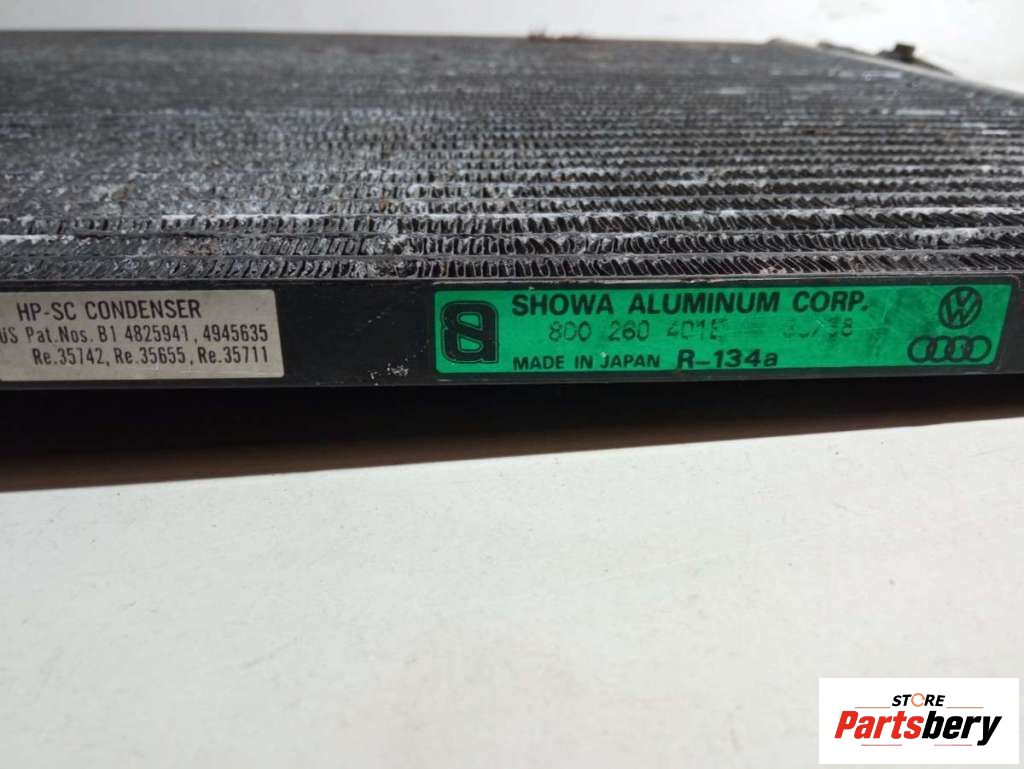 HP-SC CONDENSER
US Pat.Nos. B1 4825941, 4945635
Re.35742, Re.35655, Re.35711
SHOWA ALUMINUM CORP.
8D0 260 401E
MADE IN JAPAN R-134a
STORE
Partsbery